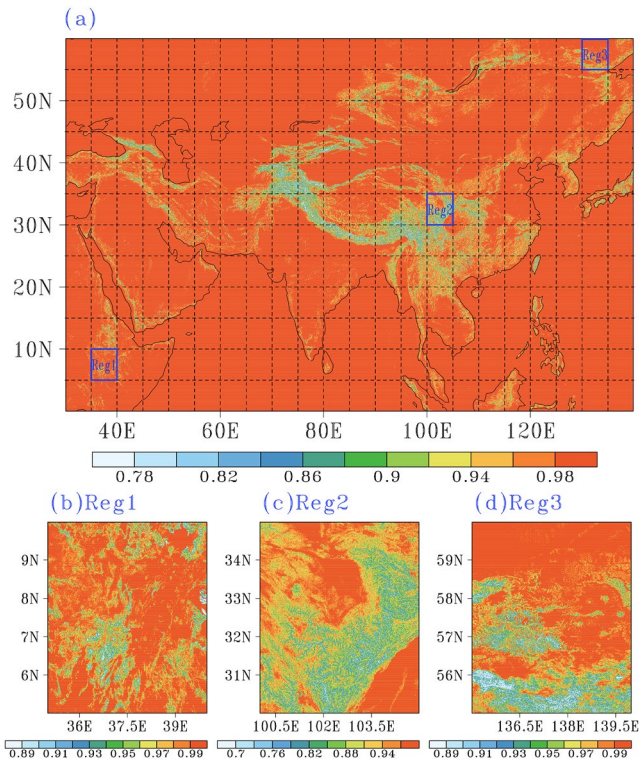 (a)
Reg3
50N
40N
Reg2
30N
20N
10N
Reg1
40E 60E 80E 100E 120E
0.78 0.82 0.86 0.9 0.94 0.98
(b)Reg1 (c)Reg2 (d)Reg3
9N 34N 59N
8N 33N 58N
7N 32N 57N
6N 31N 56N
36E 37.5E 39E 100.5E 102E 103.5E 136.5E 138E 139.5E
0.89 0.91 0.93 0.95 0.97 0.99 0.7 0.76 0.82 0.88 0.94 0.89 0.91 0.93 0.95 0.97 0.99